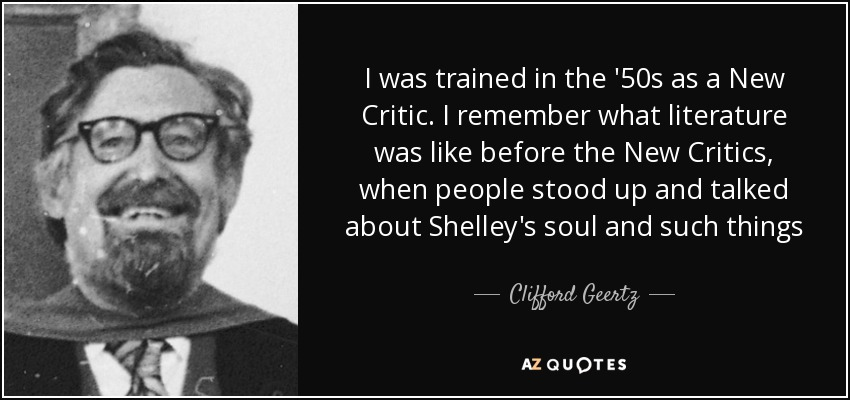 I was trained in the '50s as a New
Critic. I remember what literature
was like before the New Critics,
when people stood up and talked
about Shelley's soul and such things
Clifford Geertz
AZ QUOTES